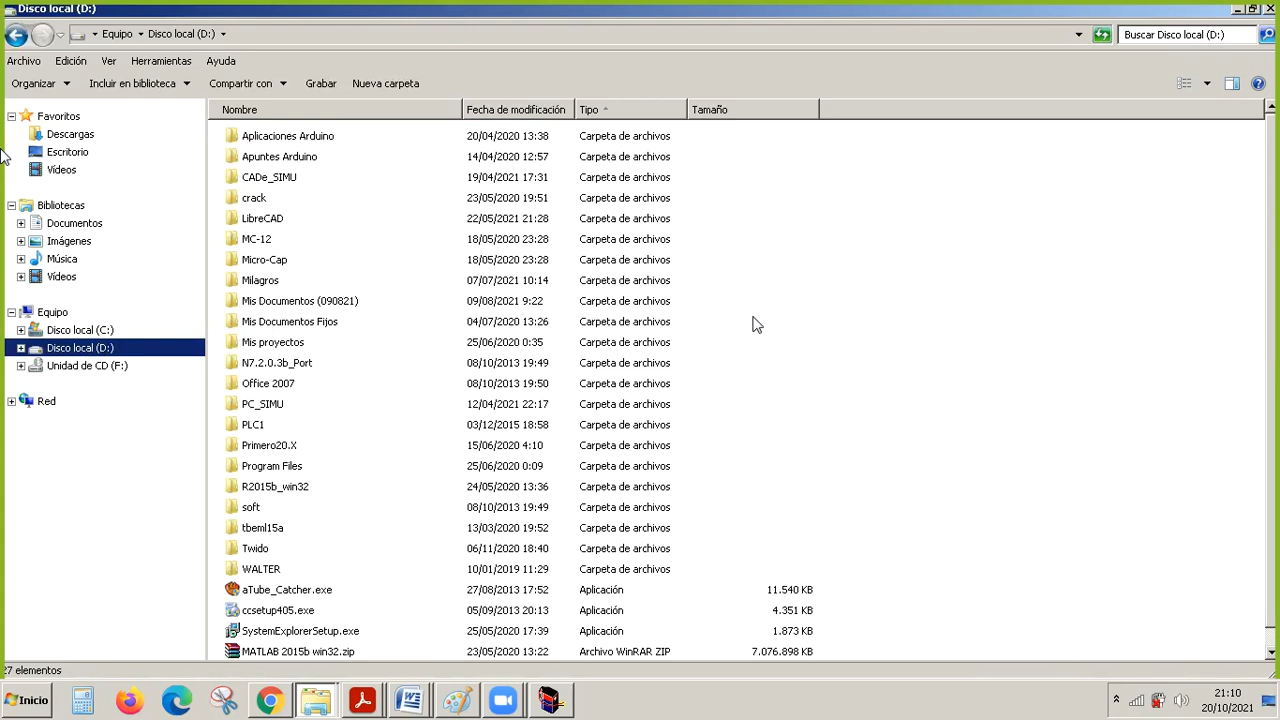 Disco local (D:)
Equipo Disco local (D:) Buscar Disco local (D:)
Archivo Edición Ver Herramientas Ayuda
Organizar Incluir en biblioteca Compartir con Grabar Nueva carpeta
Favoritos
Descargas
Escritorio
Vídeos
Bibliotecas
Documentos
Imágenes
Música
Vídeos
Equipo
Disco local (C:)
Disco local (D:)
Unidad de CD (F:)
Red
Nombre Fecha de modificación Tipo Tamaño
Aplicaciones Arduino 20/04/2020 13:38 Carpeta de archivos
Apuntes Arduino 14/04/2020 12:57 Carpeta de archivos
CADe_SIMU 19/04/2021 17:31 Carpeta de archivos
crack 23/05/2020 19:51 Carpeta de archivos
LibreCAD 22/05/2021 21:28 Carpeta de archivos
MC-12 18/05/2020 23:28 Carpeta de archivos
Micro-Cap 18/05/2020 23:28 Carpeta de archivos
Milagros 07/07/2021 10:14 Carpeta de archivos
Mis Documentos (090821) 09/08/2021 9:22 Carpeta de archivos
Mis Documentos Fijos 04/07/2020 13:26 Carpeta de archivos
Mis proyectos 25/06/2020 0:35 Carpeta de archivos
N7.2.0.3b_Port 08/10/2013 19:49 Carpeta de archivos
Office 2007 08/10/2013 19:50 Carpeta de archivos
PC_SIMU 12/04/2021 22:17 Carpeta de archivos
PLC1 03/12/2015 18:58 Carpeta de archivos
Primero20.X 15/06/2020 4:10 Carpeta de archivos
Program Files 25/06/2020 0:09 Carpeta de archivos
R2015b_win32 24/05/2020 13:36 Carpeta de archivos
soft 08/10/2013 19:49 Carpeta de archivos
tbeml15a 13/03/2020 19:52 Carpeta de archivos
Twido 06/11/2020 18:40 Carpeta de archivos
WALTER 10/01/2019 11:29 Carpeta de archivos
aTube_Catcher.exe 27/08/2013 17:52 Aplicación 11.540 KB
ccsetup405.exe 05/09/2013 20:13 Aplicación 4.351 KB
SystemExplorerSetup.exe 25/05/2020 17:39 Aplicación 1.873 KB
MATLAB 2015b win32.zip 23/05/2020 13:22 Archivo WinRAR ZIP 7.076.898 KB
27 elementos
Inicio
21:10
20/10/2021